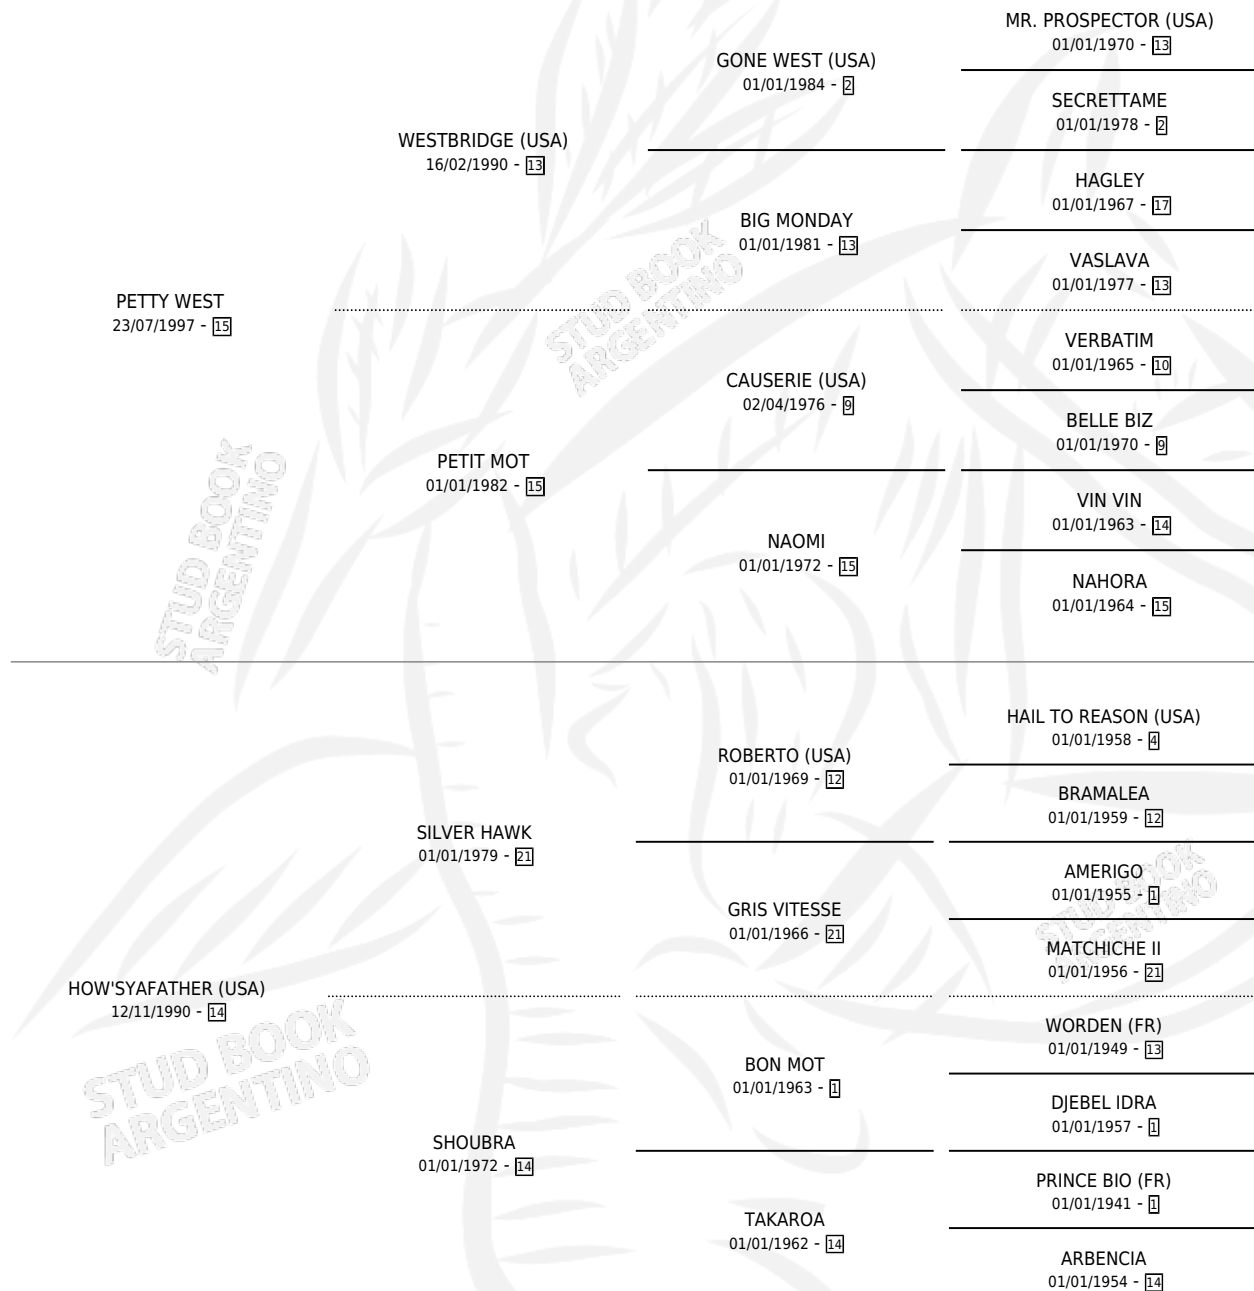 MR. PROSPECTOR (USA)
01/01/1970 - 13
GONE WEST (USA)
01/01/1984 - 2
SECRETTAME
01/01/1978 - 2
WESTBRIDGE (USA)
16/02/1990 - 13
HAGLEY
01/01/1967 - 17
BIG MONDAY
01/01/1981 - 13
VASLAVA
01/01/1977 - 13
PETTY WEST
23/07/1997 - 15
STUD BOOK
ARGENTINO
VERBATIM
01/01/1965 - 10
CAUSERIE (USA)
02/04/1976 - 9
BELLE BIZ
01/01/1970 - 9
PETIT MOT
01/01/1982 - 15
VIN VIN
01/01/1963 - 14
NAOMI
01/01/1972 - 15
NAHORA
01/01/1964 - 15
STUD BOOK
ARGENTINO
HAIL TO REASON (USA)
01/01/1958 - 4
ROBERTO (USA)
01/01/1969 - 12
BRAMALEA
01/01/1959 - 12
SILVER HAWK
01/01/1979 - 21
AMERIGO
01/01/1955 - 1
GRIS VITESSE
01/01/1966 - 21
STUD BOOK
ARGENTINO
MATCHICHE II
01/01/1956 - 21
HOW'SYAFATHER (USA)
12/11/1990 - 14
STUD BOOK
ARGENTINO
WORDEN (FR)
01/01/1949 - 13
BON MOT
01/01/1963 - 1
DJEBEL IDRA
01/01/1957 - 1
SHOUBRA
01/01/1972 - 14
PRINCE BIO (FR)
01/01/1941 - 1
TAKAROA
01/01/1962 - 14
ARBENCIA
01/01/1954 - 14